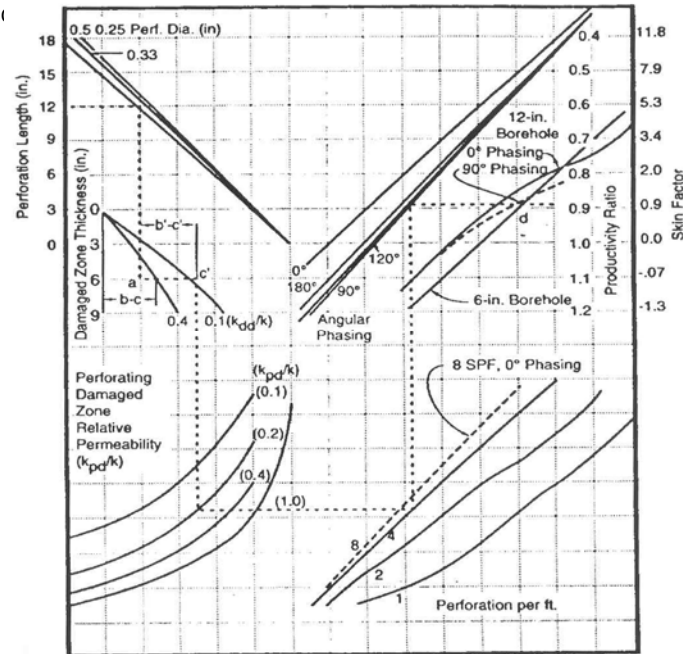 0.5 0.25 Perf. Dia. (in)
0.33
Perforation Length (in.)
18
15
12
9
6
3
0
Damaged Zone Thickness (in.)
0
3
6
9
b'-c'
a
c'
b-c
0.4
0.1 (kdd/k)
0°
180°
90°
120°
Angular
Phasing
12-in.
Borehole
0° Phasing
90° Phasing
d
6-in. Borehole
Productivity Ratio
0.4
0.5
0.6
0.7
0.8
0.9
1.0
1.1
1.2
Skin Factor
11.8
7.9
5.3
3.4
2.0
0.9
0.0
-.07
-1.3
Perforating
Damaged
Zone
Relative
Permeability
(kpd/k)
(kpd/k)
(0.1)
(0.2)
(0.4)
(1.0)
8 SPF, 0° Phasing
8
4
2
1
Perforation per ft.